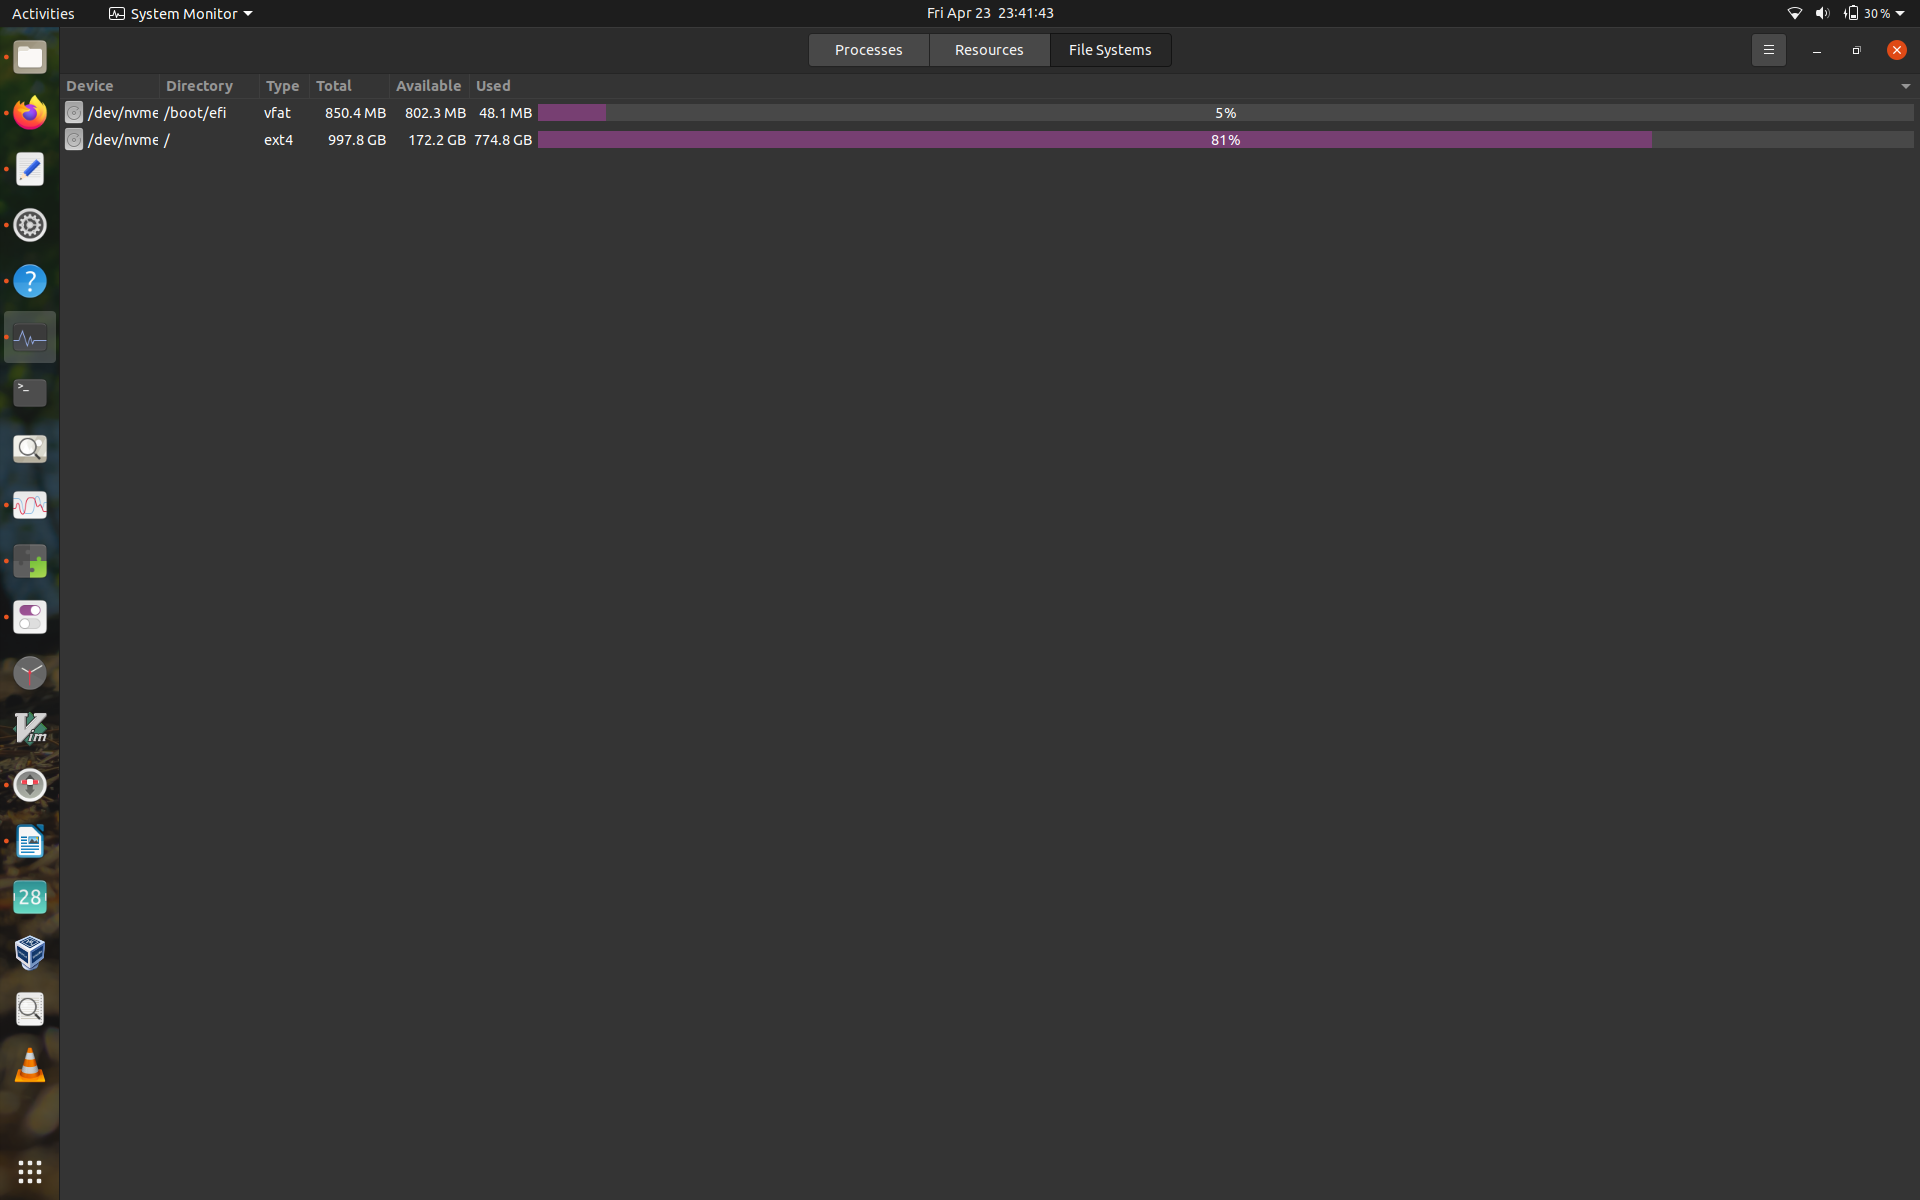 Activities System Monitor Fri Apr 23 23:41:43 30 %
Processes Resources File Systems
Device Directory Type Total Available Used
/dev/nvme /boot/efi vfat 850.4 MB 802.3 MB 48.1 MB 5%
/dev/nvme / ext4 997.8 GB 172.2 GB 774.8 GB 81%
?
>_
Vim
28